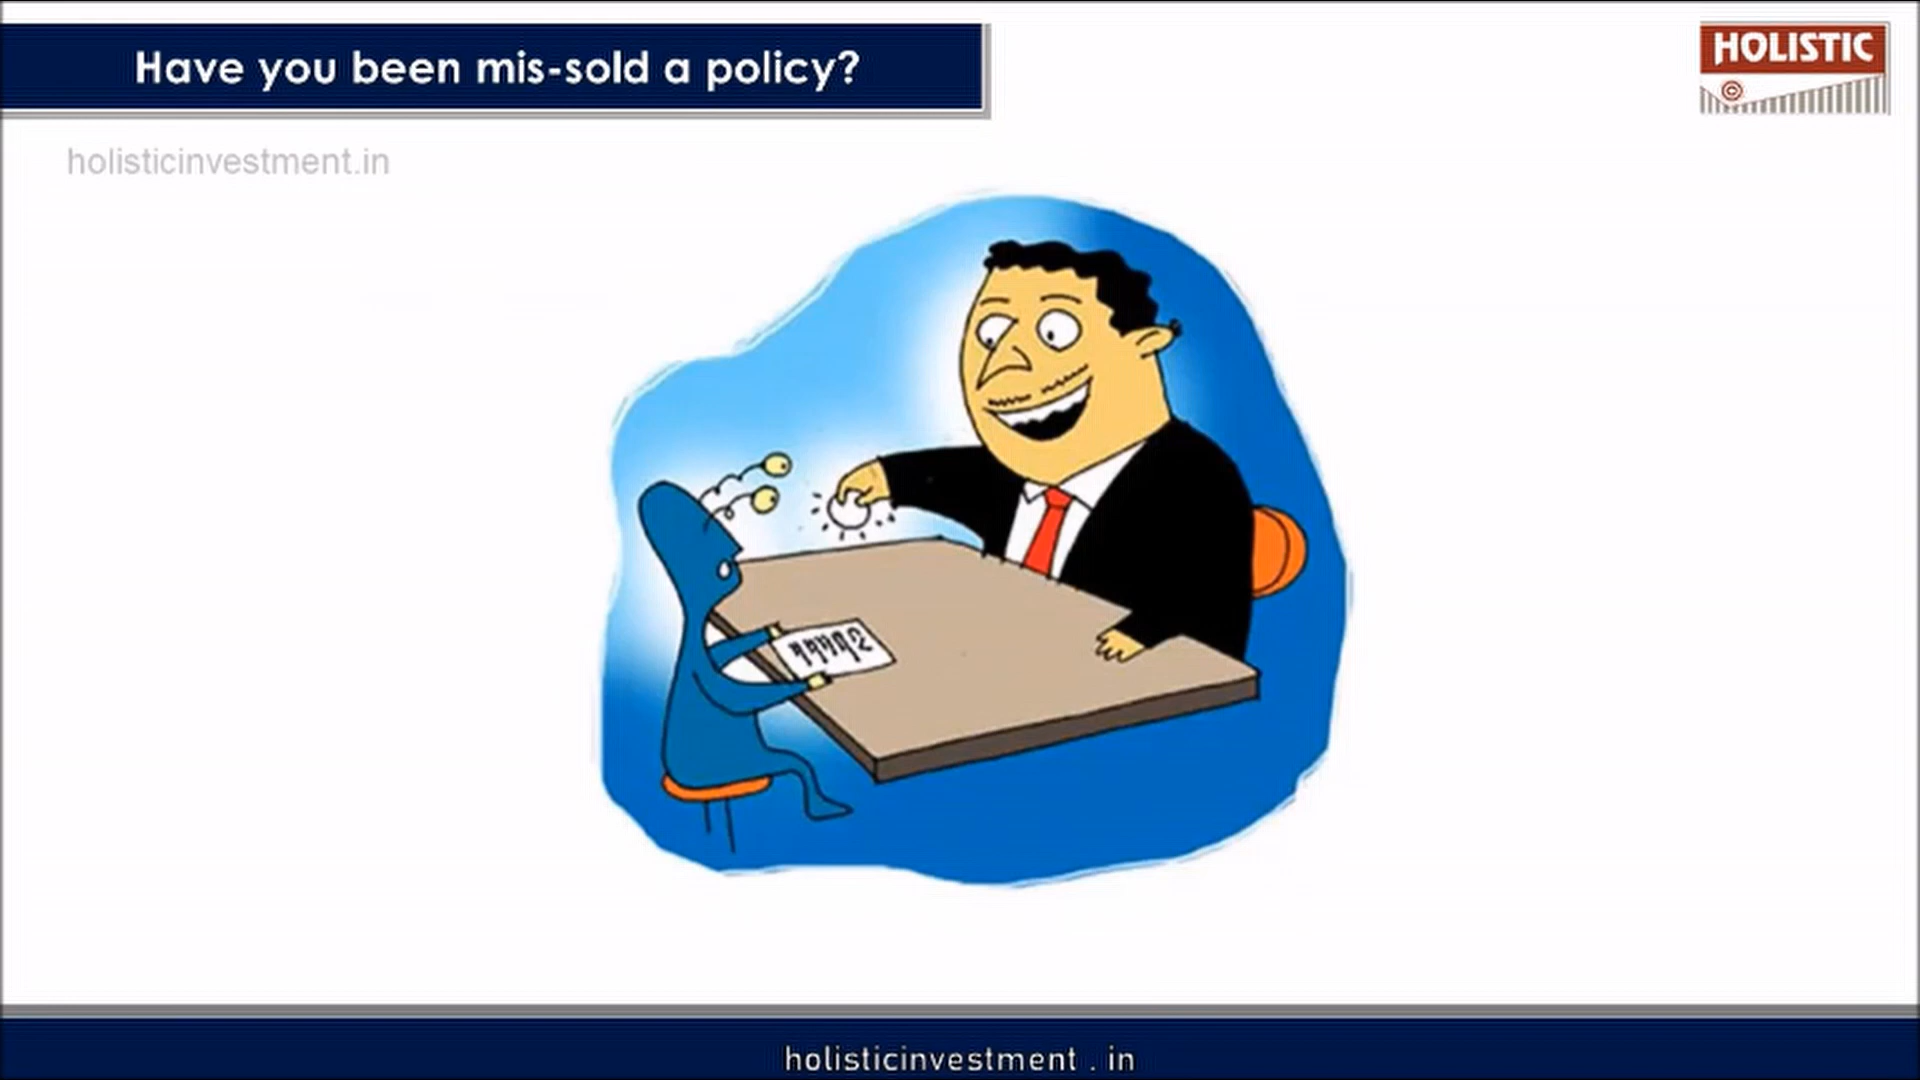 Have you been mis-sold a policy?
HOLISTIC
©
holisticinvestment.in
holisticinvestment . in